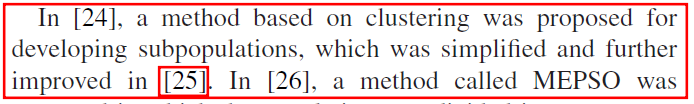 In [24], a method based on clustering was proposed for
developing subpopulations, which was simplified and further
improved in [25]. In [26], a method called MEPSO was